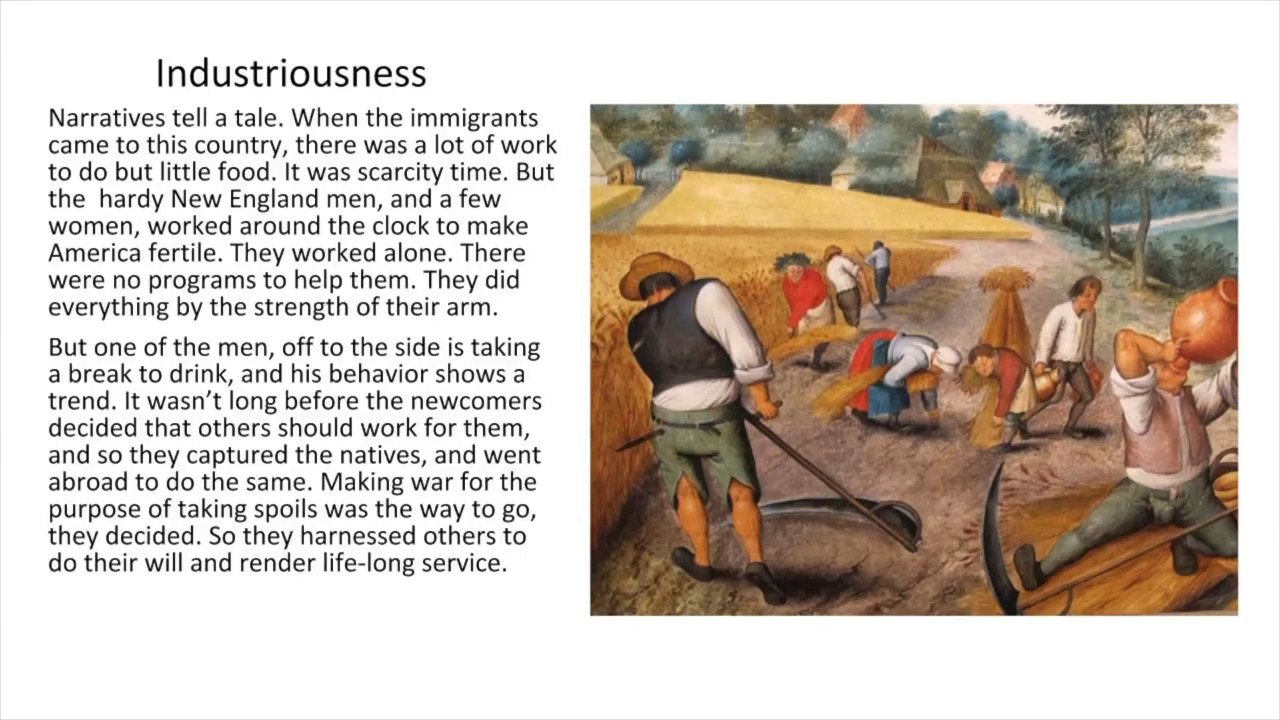 Industriousness
Narratives tell a tale. When the immigrants
came to this country, there was a lot of work
to do but little food. It was scarcity time. But
the  hardy New England men, and a few
women, worked around the clock to make
America fertile. They worked alone. There
were no programs to help them. They did
everything by the strength of their arm.
But one of the men, off to the side is taking
a break to drink, and his behavior shows a
trend. It wasn’t long before the newcomers
decided that others should work for them,
and so they captured the natives, and went
abroad to do the same. Making war for the
purpose of taking spoils was the way to go,
they decided. So they harnessed others to
do their will and render life-long service.